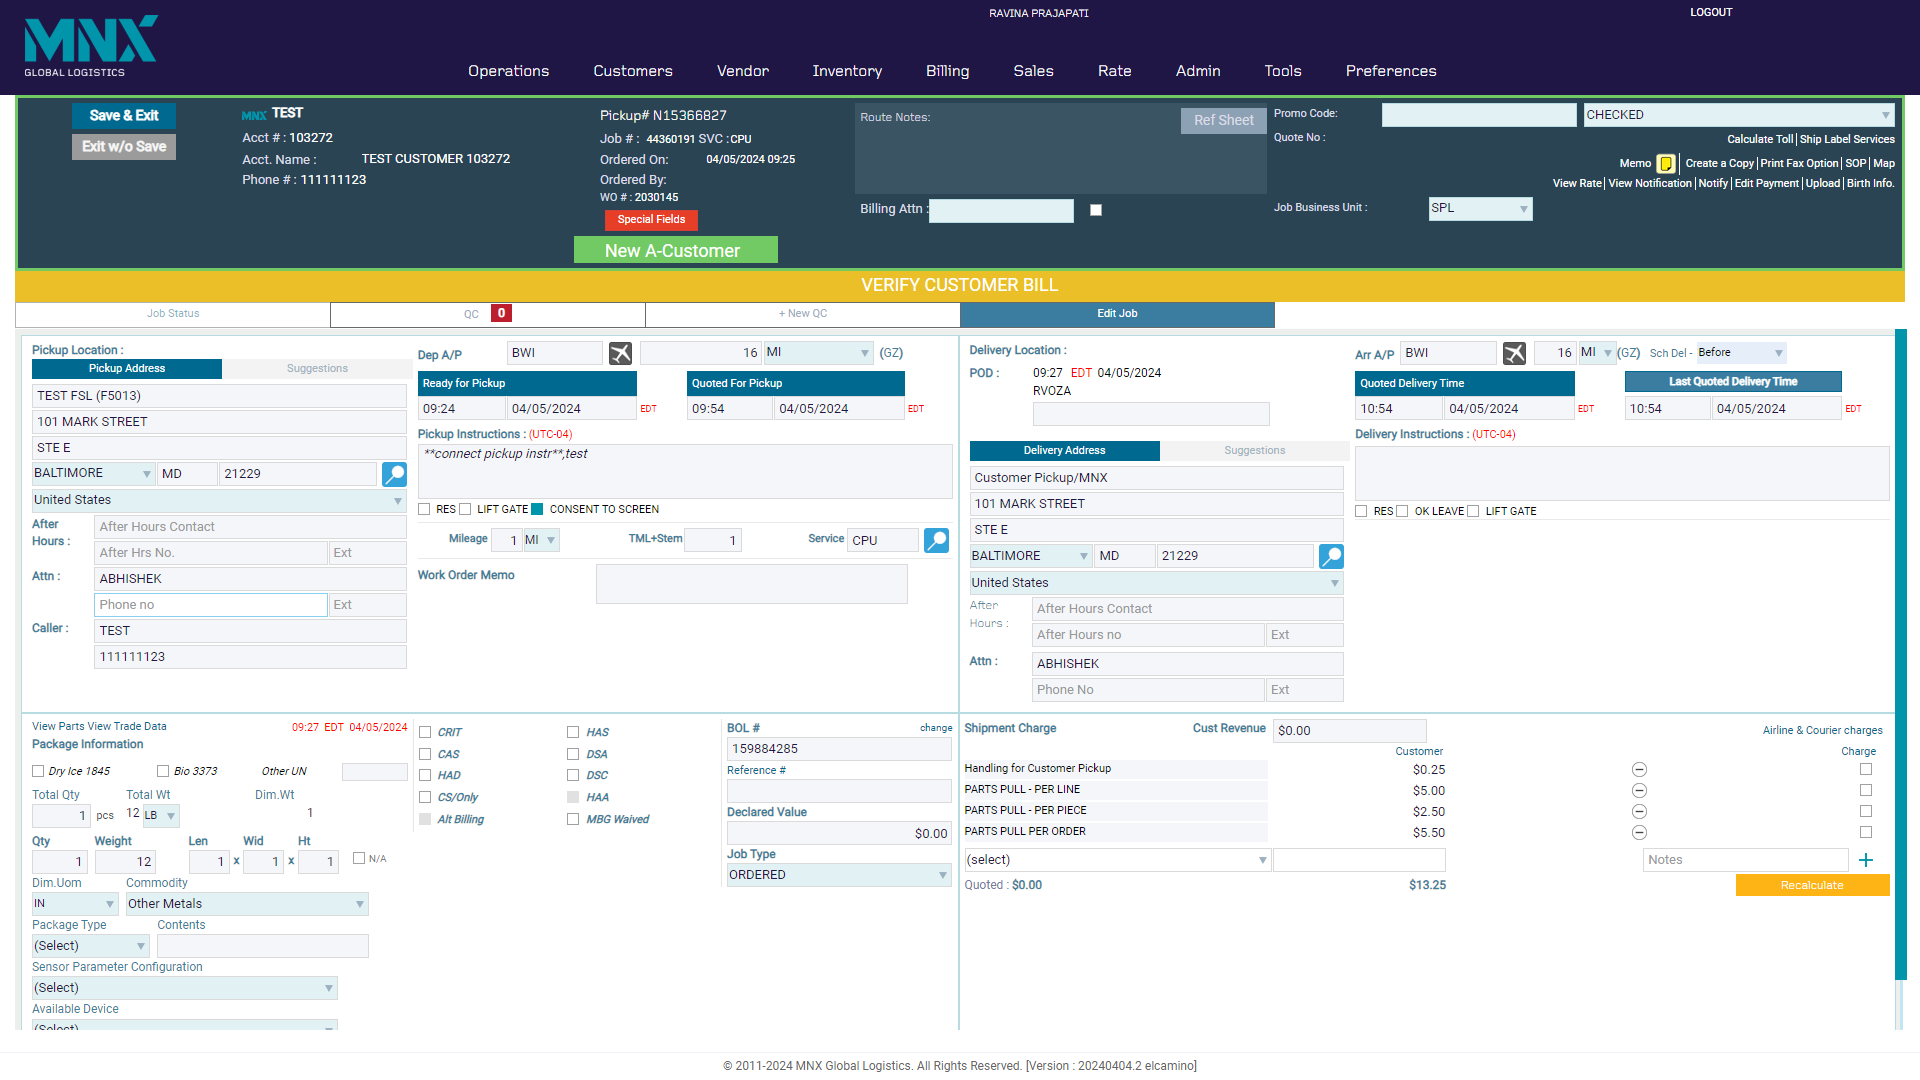 RAVINA PRAJAPATI
LOGOUT
MNX
GLOBAL LOGISTICS
Operations Customers Vendor Inventory Billing Sales Rate Admin Tools Preferences
Save & Exit
Exit w/o Save
MNX TEST
Acct # : 103272
Acct. Name : TEST CUSTOMER 103272
Phone # : 111111123
Pickup# N15366827
Job # : 44360191 SVC : CPU
Ordered On: 04/05/2024 09:25
Ordered By:
WO # : 2030145
Special Fields
New A-Customer
Route Notes:
Ref Sheet
Billing Attn :
Promo Code:
CHECKED
Quote No :
Calculate Toll | Ship Label Services
Memo | Create a Copy | Print Fax Option | SOP | Map
View Rate | View Notification | Notify | Edit Payment | Upload | Birth Info.
Job Business Unit : SPL
VERIFY CUSTOMER BILL
Job Status
QC 0
+ New QC
Edit Job
Pickup Location :
Pickup Address Suggestions
TEST FSL (F5013)
101 MARK STREET
STE E
BALTIMORE MD 21229
United States
After Hours : After Hours Contact
After Hrs No. Ext
Attn : ABHISHEK
Phone no Ext
Caller : TEST
111111123
Dep A/P BWI 16 MI (GZ)
Ready for Pickup
09:24 04/05/2024 EDT
Quoted For Pickup
09:54 04/05/2024 EDT
Pickup Instructions : (UTC-04)
**connect pickup instr**,test
RES LIFT GATE CONSENT TO SCREEN
Mileage 1 MI TML+Stem 1 Service CPU
Work Order Memo
Delivery Location :
POD : 09:27 EDT 04/05/2024
RVOZA
Delivery Address Suggestions
Customer Pickup/MNX
101 MARK STREET
STE E
BALTIMORE MD 21229
United States
After Hours : After Hours Contact
After Hours no Ext
Attn : ABHISHEK
Phone No Ext
Arr A/P BWI 16 MI (GZ) Sch Del - Before
Quoted Delivery Time
10:54 04/05/2024 EDT
Last Quoted Delivery Time
10:54 04/05/2024 EDT
Delivery Instructions : (UTC-04)
RES OK LEAVE LIFT GATE
View Parts View Trade Data 09:27 EDT 04/05/2024
Package Information
Dry Ice 1845 Bio 3373 Other UN
Total Qty Total Wt Dim.Wt
1 pcs 12 LB 1
Qty Weight Len Wid Ht
1 12 1 x 1 x 1 N/A
Dim.Uom Commodity
IN Other Metals
Package Type Contents
(Select)
Sensor Parameter Configuration
(Select)
Available Device
(Select)
CRIT HAS
CAS DSA
HAD DSC
CS/Only HAA
Alt Billing MBG Waived
BOL # change
159884285
Reference #
Declared Value
$0.00
Job Type
ORDERED
Shipment Charge Cust Revenue $0.00 Airline & Courier charges
Customer Charge
Handling for Customer Pickup $0.25
PARTS PULL - PER LINE $5.00
PARTS PULL - PER PIECE $2.50
PARTS PULL PER ORDER $5.50
(select) Notes +
Quoted : $0.00 $13.25
Recalculate
© 2011-2024 MNX Global Logistics. All Rights Reserved. [Version : 20240404.2 elcamino]